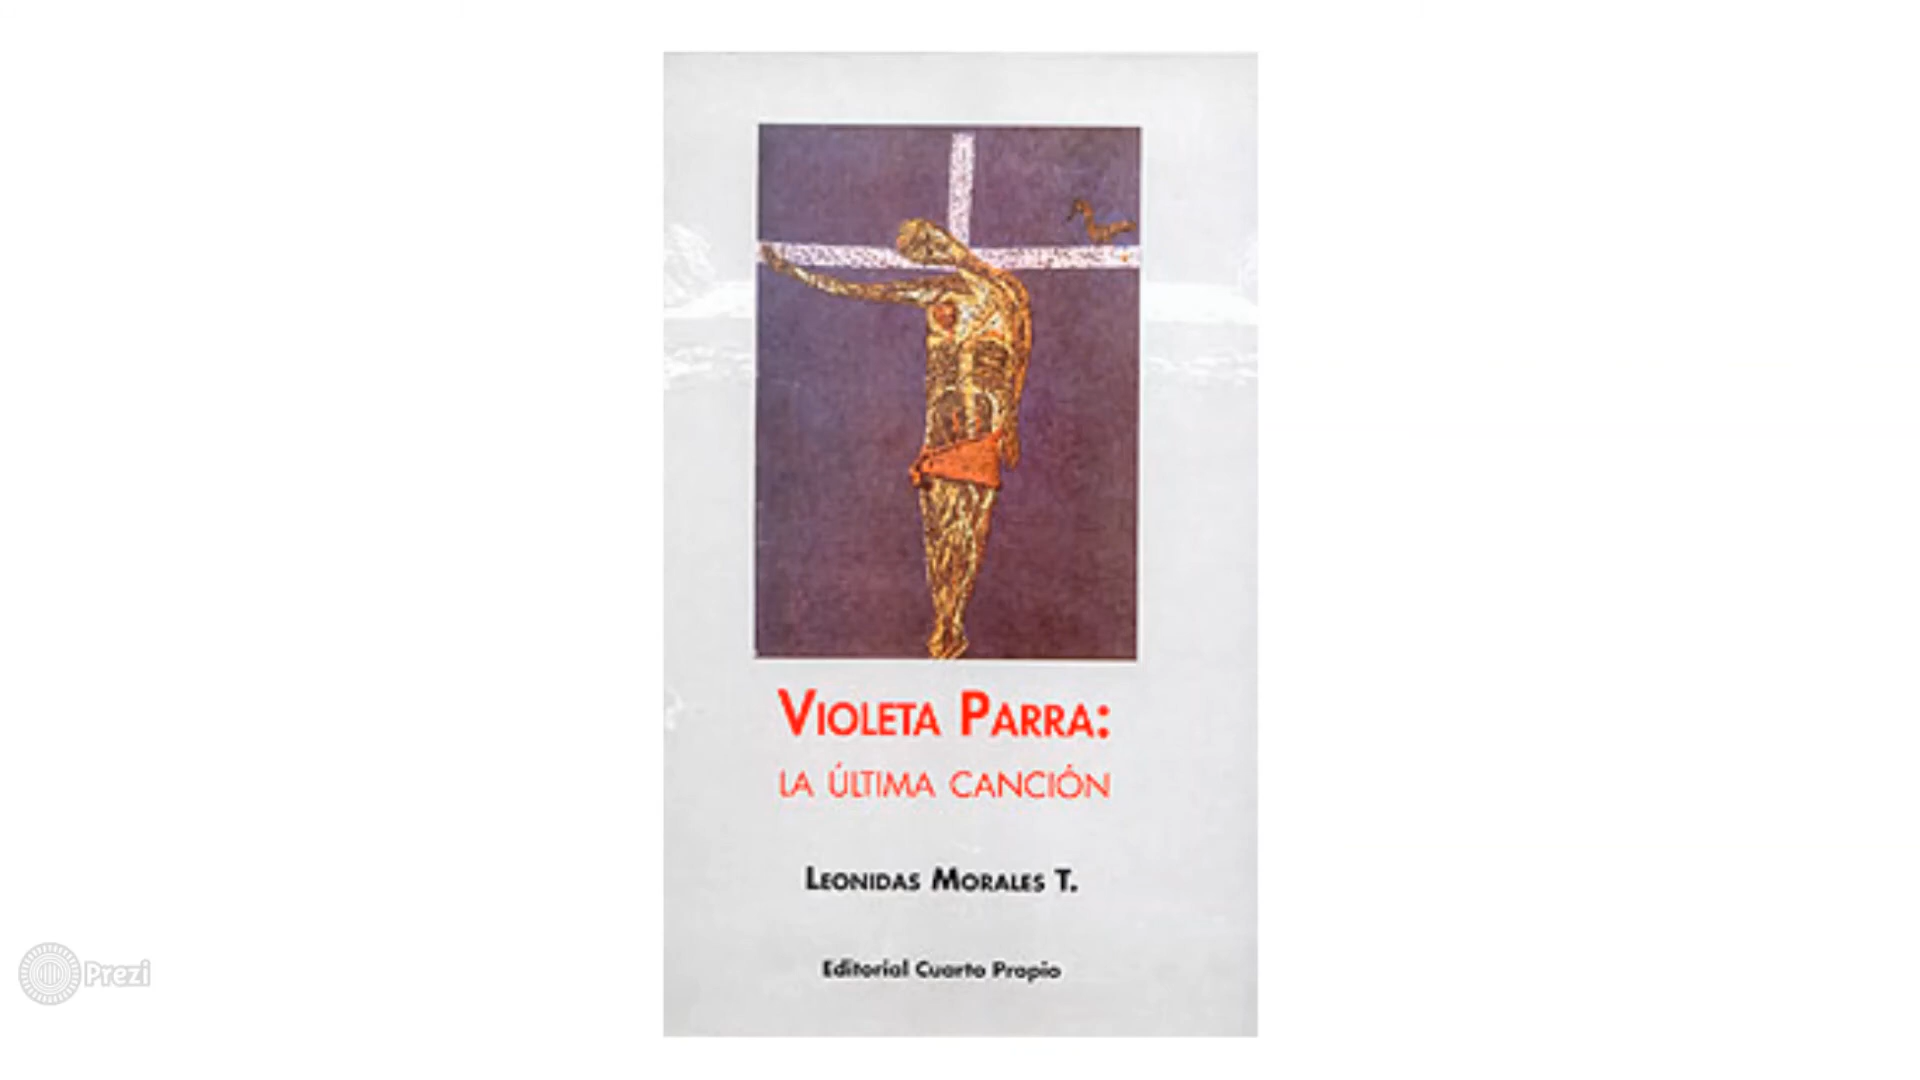 VIOLETA PARRA:
LA ÚLTIMA CANCIÓN
LEONIDAS MORALES T.
Editorial Cuarto Propio
Prezi